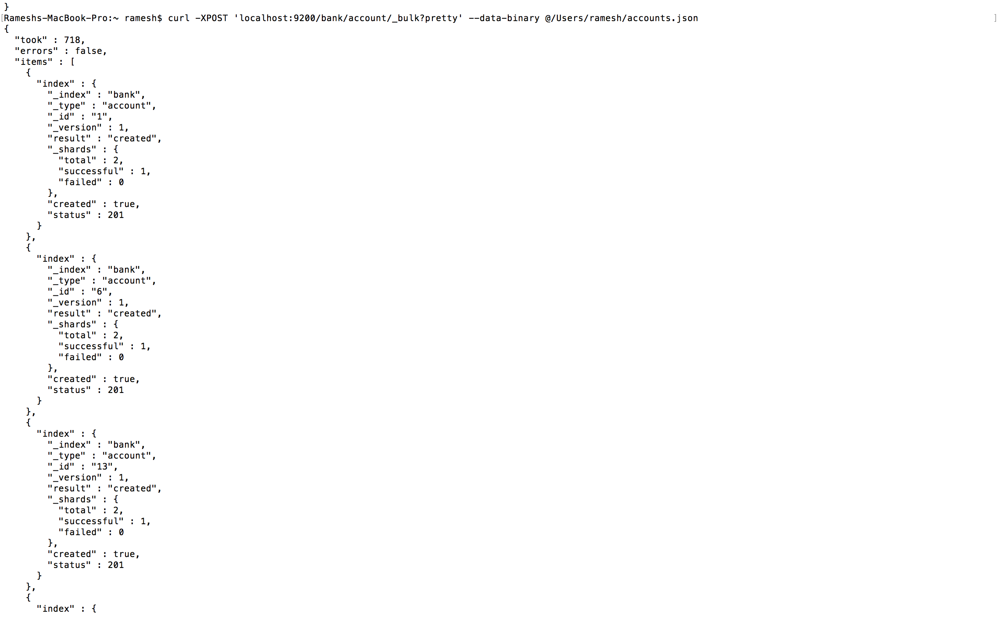 }
[Rameshs-MacBook-Pro:~ ramesh$ curl -XPOST 'localhost:9200/bank/account/_bulk?pretty' --data-binary @/Users/ramesh/accounts.json ]
{
  "took" : 718,
  "errors" : false,
  "items" : [
    {
      "index" : {
        "_index" : "bank",
        "_type" : "account",
        "_id" : "1",
        "_version" : 1,
        "result" : "created",
        "_shards" : {
          "total" : 2,
          "successful" : 1,
          "failed" : 0
        },
        "created" : true,
        "status" : 201
      }
    },
    {
      "index" : {
        "_index" : "bank",
        "_type" : "account",
        "_id" : "6",
        "_version" : 1,
        "result" : "created",
        "_shards" : {
          "total" : 2,
          "successful" : 1,
          "failed" : 0
        },
        "created" : true,
        "status" : 201
      }
    },
    {
      "index" : {
        "_index" : "bank",
        "_type" : "account",
        "_id" : "13",
        "_version" : 1,
        "result" : "created",
        "_shards" : {
          "total" : 2,
          "successful" : 1,
          "failed" : 0
        },
        "created" : true,
        "status" : 201
      }
    },
    {
      "index" : {